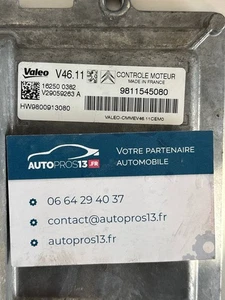 Valeo V46.11 CONTROLE MOTEUR
MADE IN FRANCE
16250 0382
V29059263 A
9811545080
HW9800913080
VALEO-CMMEV46.11CEM0
AUTOPROS13.FR
VOTRE PARTENAIRE
AUTOMOBILE
06 64 29 40 37
contact@autopros13.fr
autopros13.fr